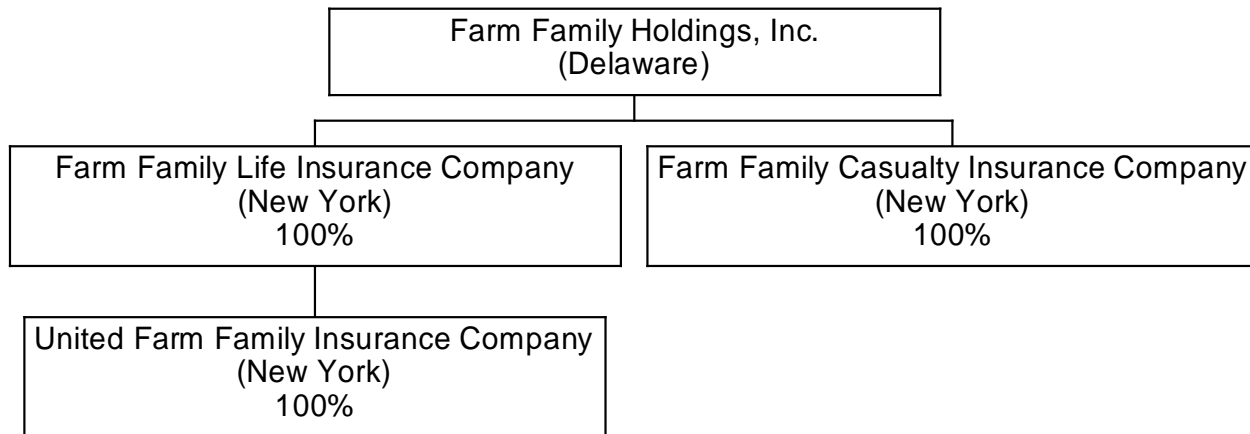 Farm Family Holdings, Inc.
(Delaware)
Farm Family Life Insurance Company
(New York)
100%
Farm Family Casualty Insurance Company
(New York)
100%
United Farm Family Insurance Company
(New York)
100%